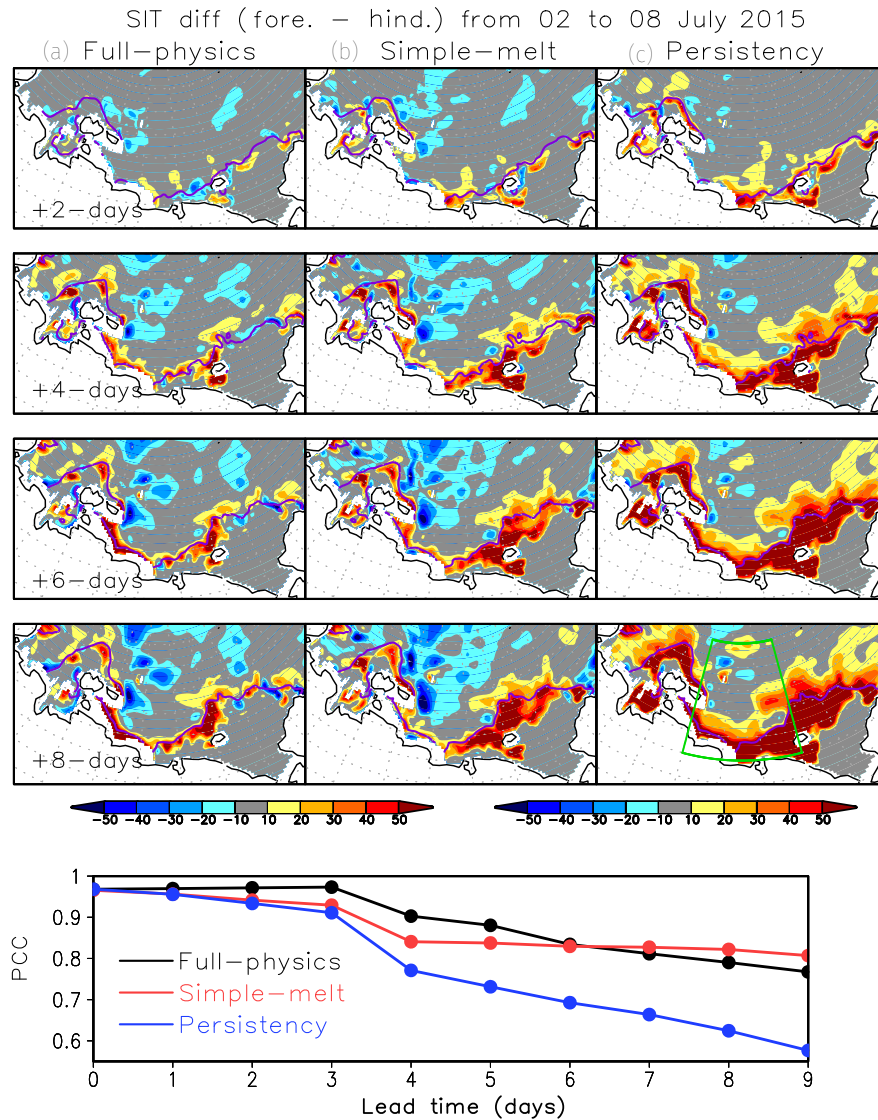 SIT diff (fore. − hind.) from 02 to 08 July 2015
(a) Full−physics (b) Simple−melt (c) Persistency
+2−days
+4−days
+6−days
+8−days
−50 −40 −30 −20 −10 10 20 30 40 50 −50 −40 −30 −20 −10 10 20 30 40 50
1
0.9
0.8
0.7
0.6
PCC
Full−physics
Simple−melt
Persistency
0 1 2 3 4 5 6 7 8 9
Lead time (days)